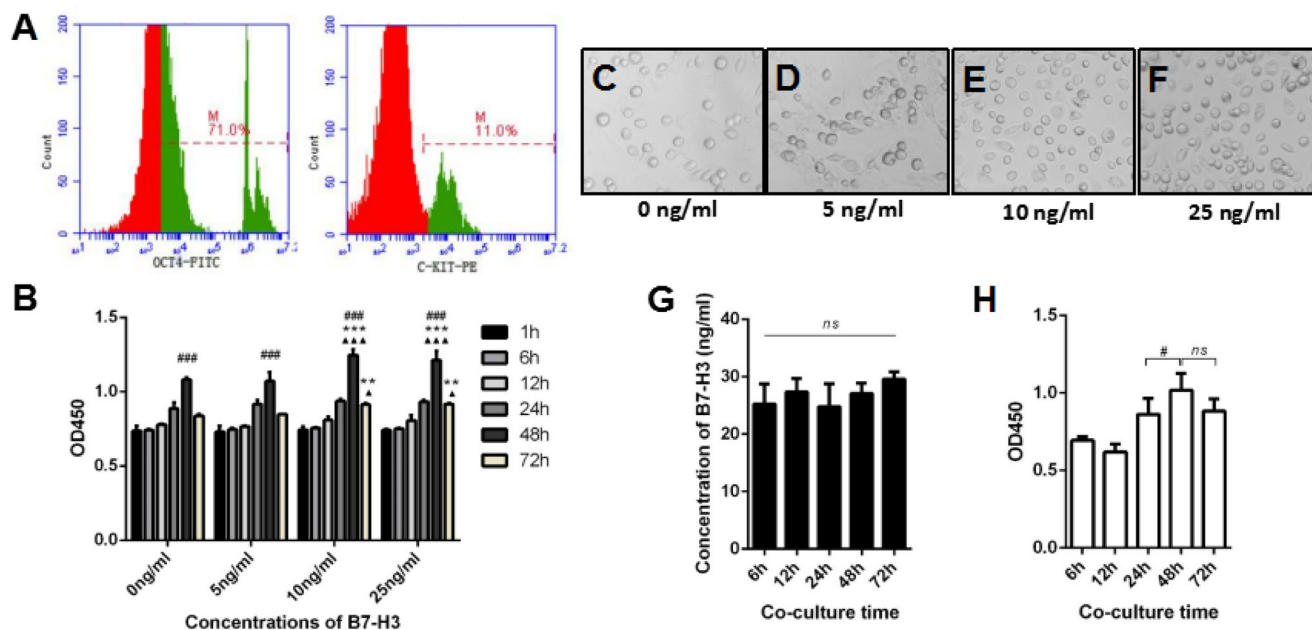 A
200
150
100
50
0
Count
M
71.0%
OCT4-FITC
200
150
100
50
0
Count
M
11.0%
C-KIT-PE
C
D
E
F
0 ng/ml
5 ng/ml
10 ng/ml
25 ng/ml
B
1.5
1.0
0.5
0.0
OD450
###
###
###
***
▲▲▲
**
▲
###
***
▲▲▲
**
▲
1h
6h
12h
24h
48h
72h
0ng/ml
5ng/ml
10ng/ml
25ng/ml
Concentrations of B7-H3
G
40
30
20
10
0
Concentration of B7-H3 (ng/ml)
ns
6h
12h
24h
48h
72h
Co-culture time
H
1.5
1.0
0.5
0.0
OD450
#
ns
6h
12h
24h
48h
72h
Co-culture time